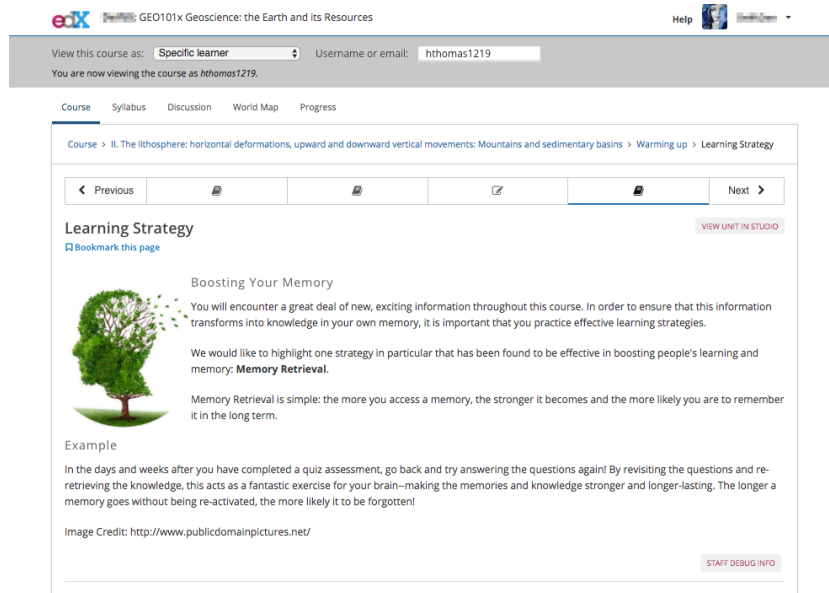 edX : GEO101x Geoscience: the Earth and its Resources Help
View this course as: Specific learner Username or email: hthomas1219
You are now viewing the course as hthomas1219.
Course Syllabus Discussion World Map Progress
Course > II. The lithosphere: horizontal deformations, upward and downward vertical movements: Mountains and sedimentary basins > Warming up > Learning Strategy
Previous Next
Learning Strategy VIEW UNIT IN STUDIO
Bookmark this page
Boosting Your Memory
You will encounter a great deal of new, exciting information throughout this course. In order to ensure that this information
transforms into knowledge in your own memory, it is important that you practice effective learning strategies.
We would like to highlight one strategy in particular that has been found to be effective in boosting people's learning and
memory: Memory Retrieval.
Memory Retrieval is simple: the more you access a memory, the stronger it becomes and the more likely you are to remember
it in the long term.
Example
In the days and weeks after you have completed a quiz assessment, go back and try answering the questions again! By revisiting the questions and re-
retrieving the knowledge, this acts as a fantastic exercise for your brain--making the memories and knowledge stronger and longer-lasting. The longer a
memory goes without being re-activated, the more likely it to be forgotten!
Image Credit: http://www.publicdomainpictures.net/
STAFF DEBUG INFO